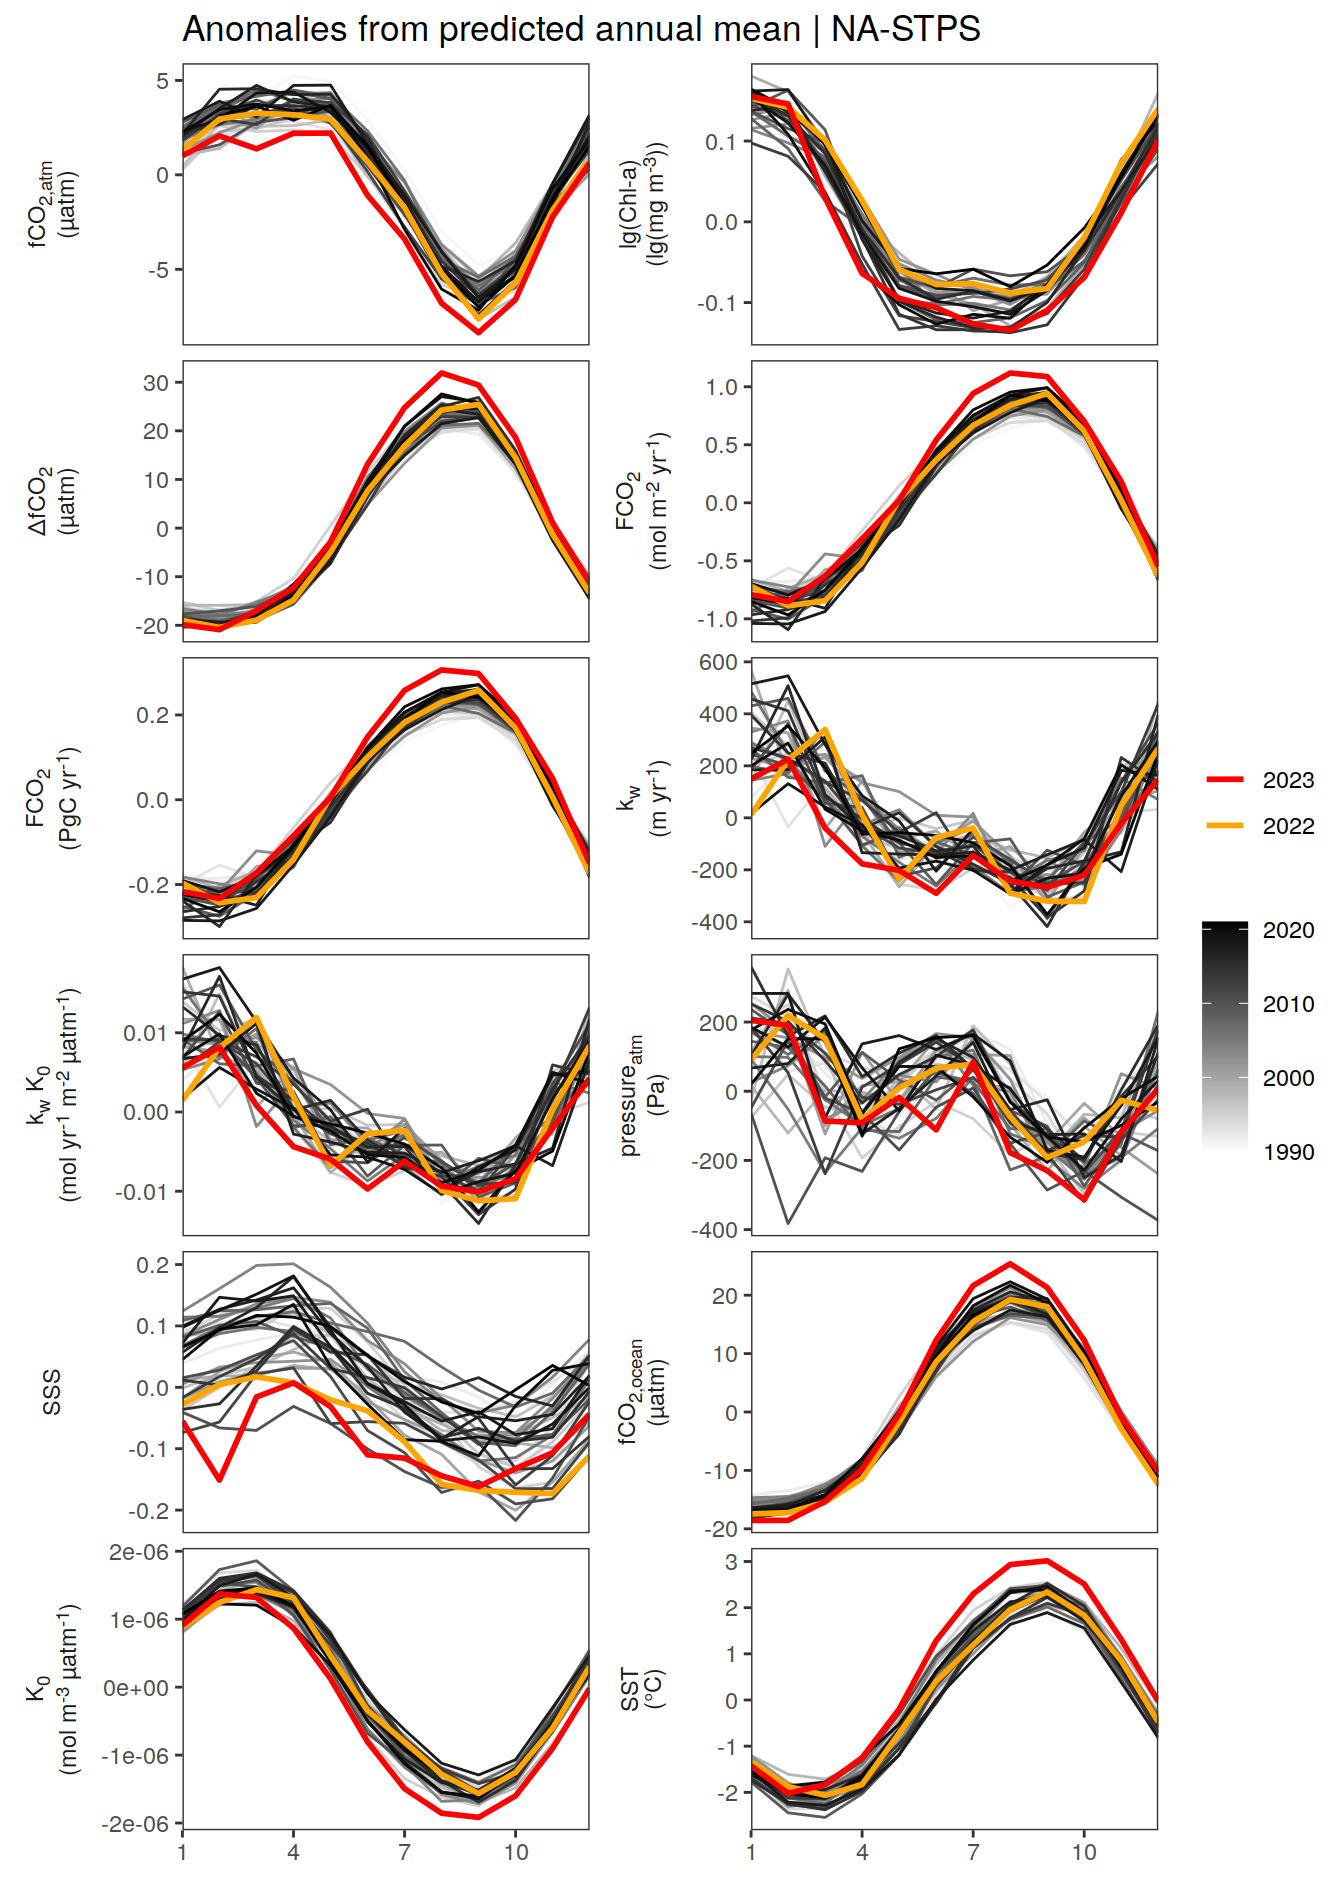 Anomalies from predicted annual mean | NA-STPS
fCO2,atm
(µatm)
5
0
-5
lg(Chl-a)
(lg(mg m-3))
0.1
0.0
-0.1
ΔfCO2
(µatm)
30
20
10
0
-10
-20
FCO2
(mol m-2 yr-1)
1.0
0.5
0.0
-0.5
-1.0
FCO2
(PgC yr-1)
0.2
0.0
-0.2
kw
(m yr-1)
600
400
200
0
-200
-400
kw K0
(mol yr-1 m-2 µatm-1)
0.01
0.00
-0.01
pressureatm
(Pa)
200
0
-200
-400
SSS
0.2
0.1
0.0
-0.1
-0.2
fCO2,ocean
(µatm)
20
10
0
-10
-20
K0
(mol m-3 µatm-1)
2e-06
1e-06
0e+00
-1e-06
-2e-06
1 4 7 10
SST
(°C)
3
2
1
0
-1
-2
1 4 7 10
2023
2022
2020
2010
2000
1990